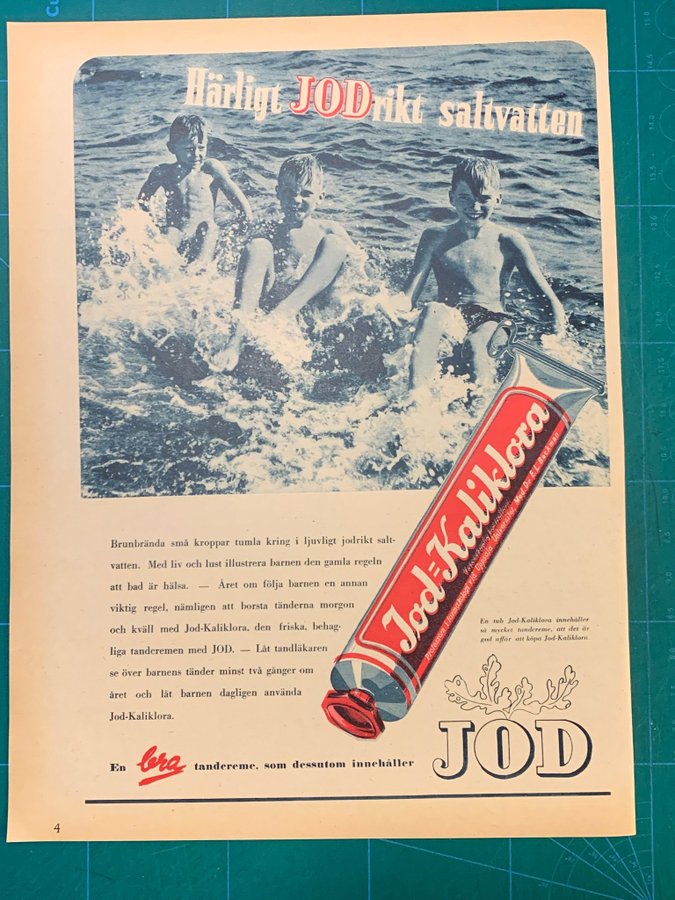 Härligt JODrikt saltvatten
Jod=Kaliklora
Brunbrända små kroppar tumla kring i ljuvligt jodrikt salt-
vatten. Med liv och lust illustrera barnen den gamla regeln
att bad är hälsa. — Året om följa barnen en annan
viktig regel, nämligen att borsta tänderna morgon
och kväll med Jod-Kaliklora, den friska, behag-
liga tandcremen med JOD. — Låt tandläkaren
se över barnens tänder minst två gånger om
året och låt barnen dagligen använda
Jod-Kaliklora.
En tub Jod-Kaliklora innehåller
så mycket tandcreme, att det är
god affär att köpa Jod-Kaliklora
En bra tandcreme, som dessutom innehåller
JOD
4